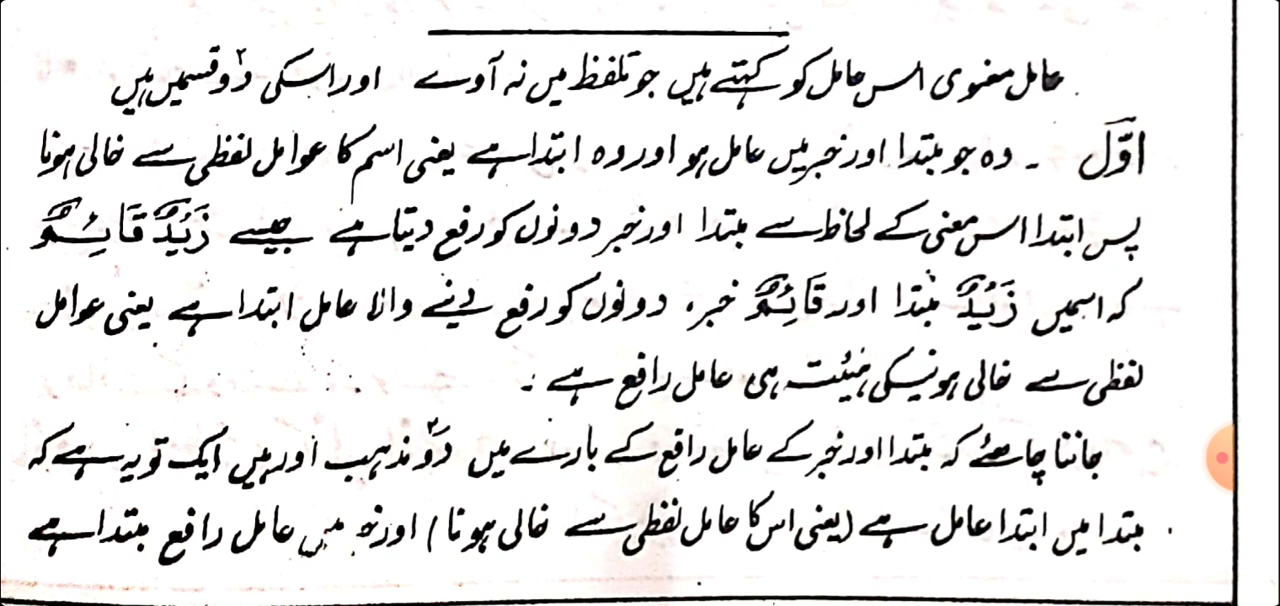 عامل معنوی اس عامل کو کہتے ہیں جو تلفظ میں نہ آوے اور اسکی دو قسمیں ہیں
اوّل ۔ وہ جو مبتدا اور خبر میں عامل ہو اور وہ ابتدا ہے یعنی اسم کا عوامل لفظی سے خالی ہونا
پس ابتدا اس معنی کے لحاظ سے مبتدا اور خبر دونوں کو رفع دیتا ہے جیسے زَیْدٌ قَائِمٌ
کہ اسمیں زَیْدٌ مبتدا اور قَائِمٌ خبر، دونوں کو رفع دینے والا عامل ابتدا ہے یعنی عوامل
لفظی سے خالی ہونیکی ہیئت ہی عامل رافع ہے ۔
جاننا چاہئے کہ مبتدا اور خبر کے عامل رافع کے بارے میں دو مذہب اور ہیں ایک تو یہ ہے کہ
مبتدا میں ابتدا عامل ہے (یعنی اس کا عامل لفظی سے خالی ہونا) اور خبر میں عامل رافع مبتدا ہے